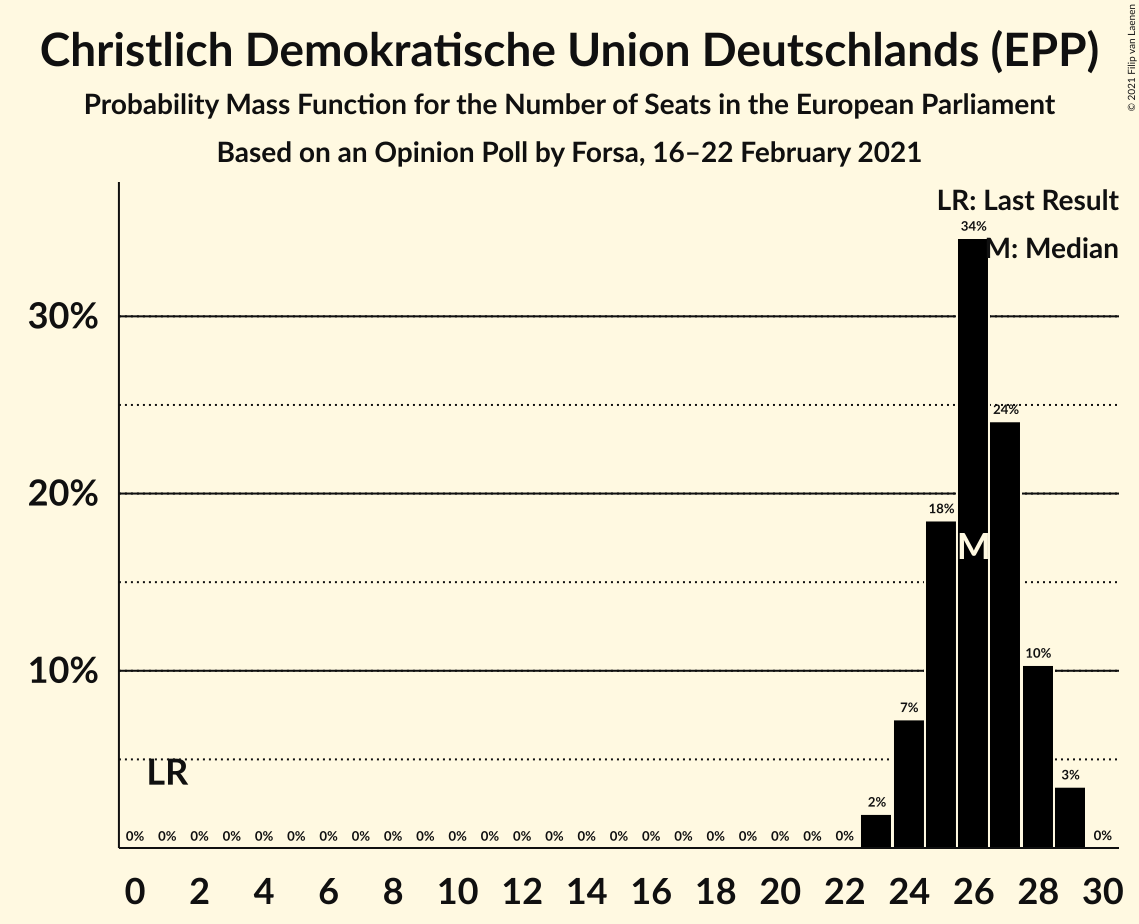 Christlich Demokratische Union Deutschlands (EPP)
Probability Mass Function for the Number of Seats in the European Parliament
Based on an Opinion Poll by Forsa, 16–22 February 2021
© 2021 Filip van Laenen
LR: Last Result
M: Median
34%
30%
24%
20%
18%
M
10%
10%
7%
LR
3%
2%
0% 0% 0% 0% 0% 0% 0% 0% 0% 0% 0% 0% 0% 0% 0% 0% 0% 0% 0% 0% 0% 0% 0% 0%
0 2 4 6 8 10 12 14 16 18 20 22 24 26 28 30